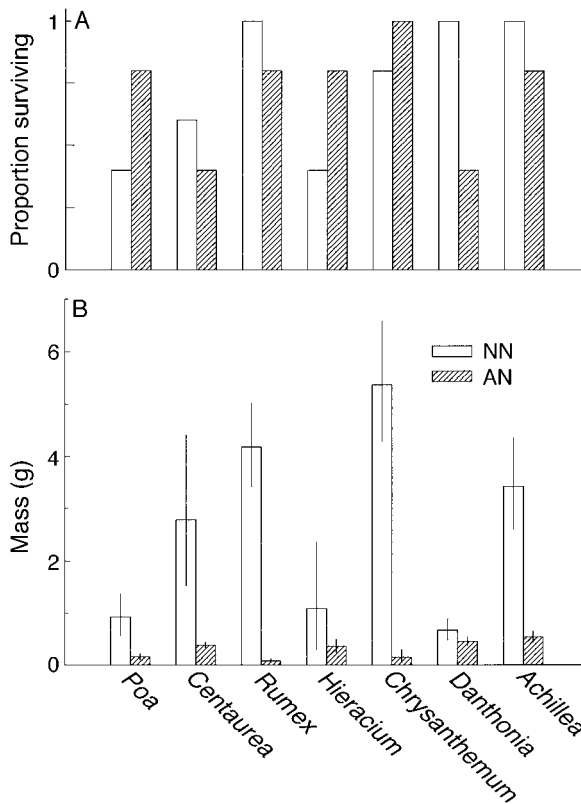 A
Proportion surviving
1
0
B
Mass (g)
6
4
2
0
NN
AN
Poa
Centaurea
Rumex
Hieracium
Chrysanthemum
Danthonia
Achillea